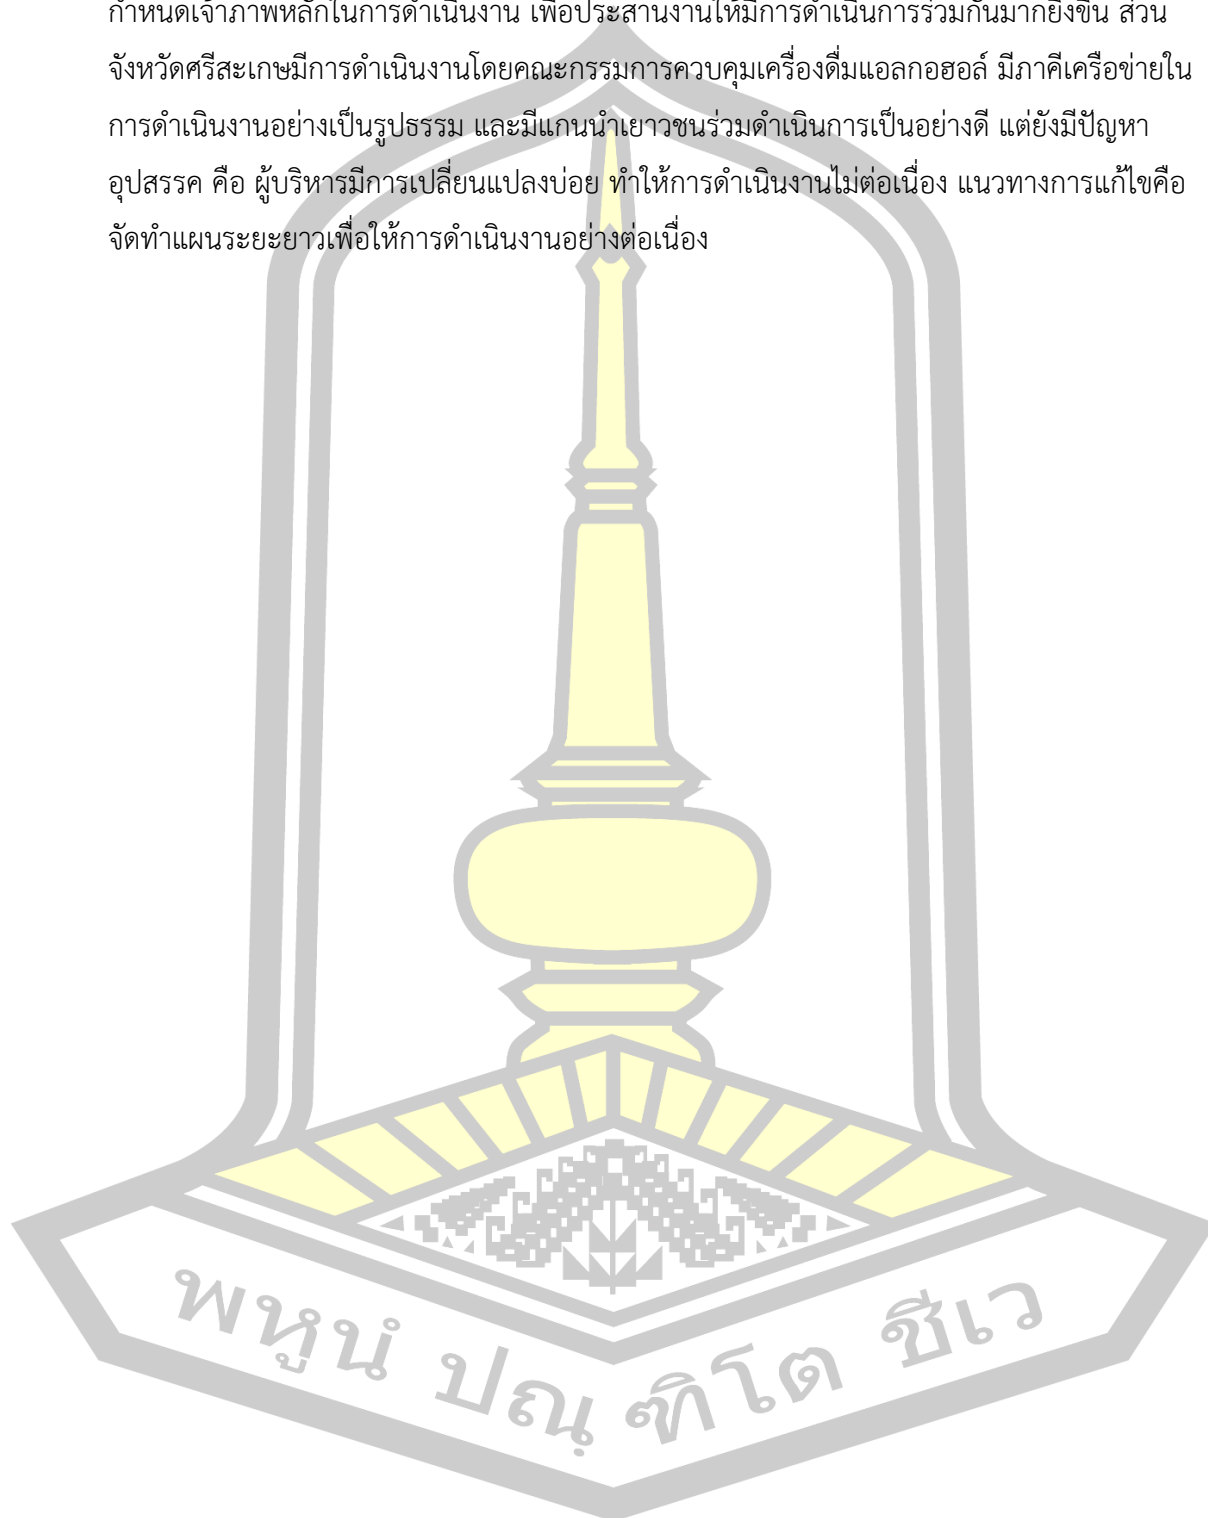 กำหนดเจ้าภาพหลักในการดำเนินงาน เพื่อประสานงานให้มีการดำเนินการร่วมกันมากยิ่งขึ้น ส่วน
จังหวัดศรีสะเกษมีการดำเนินงานโดยคณะกรรมการควบคุมเครื่องดื่มแอลกอฮอล์ มีภาคีเครือข่ายใน
การดำเนินงานอย่างเป็นรูปธรรม และมีแกนนำเยาวชนร่วมดำเนินการเป็นอย่างดี แต่ยังมีปัญหา
อุปสรรค คือ ผู้บริหารมีการเปลี่ยนแปลงบ่อย ทำให้การดำเนินงานไม่ต่อเนื่อง แนวทางการแก้ไขคือ
จัดทำแผนระยะยาวเพื่อให้การดำเนินงานอย่างต่อเนื่อง
พหูนํ ปณฺ ฑิโต ชีเว